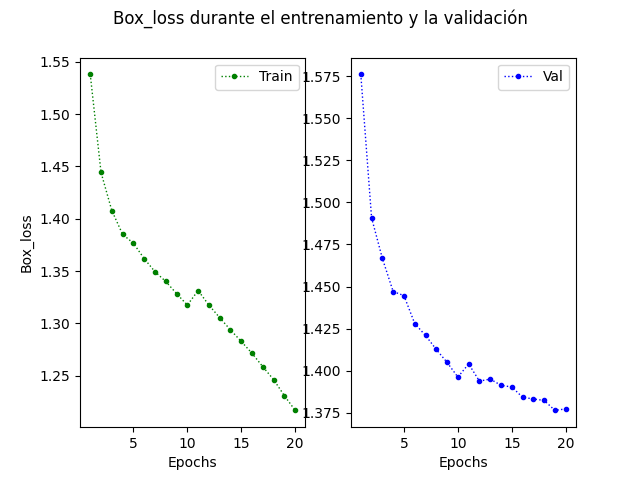 Box_loss durante el entrenamiento y la validación
Train
Val
1.55
1.50
1.45
1.40
1.35
1.30
1.25
Box_loss
1.575
1.550
1.525
1.500
1.475
1.450
1.425
1.400
1.375
5 10 15 20
5 10 15 20
Epochs
Epochs